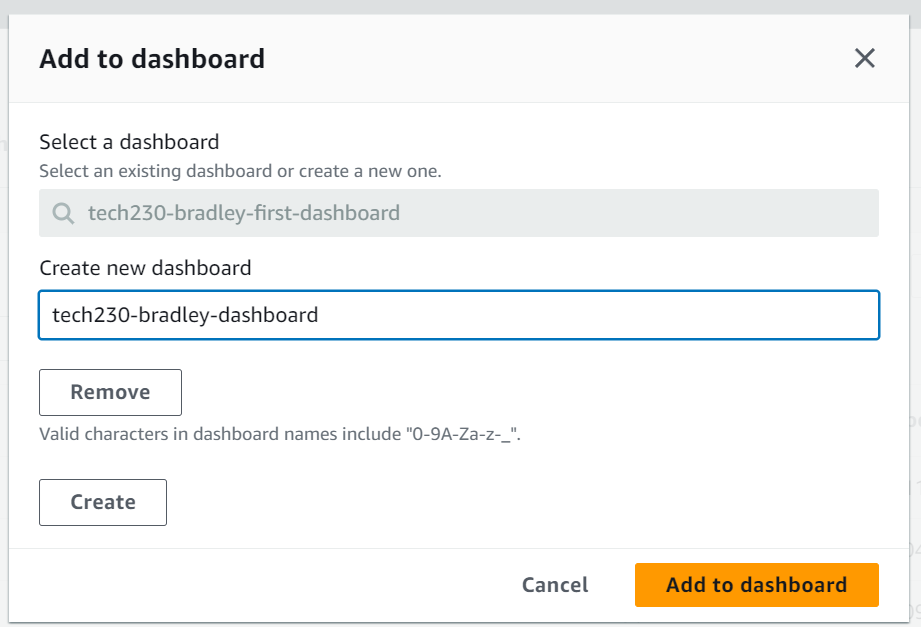 Add to dashboard
Select a dashboard
Select an existing dashboard or create a new one.
tech230-bradley-first-dashboard
Create new dashboard
tech230-bradley-dashboard
Remove
Valid characters in dashboard names include "0-9A-Za-z-_".
Create
Cancel
Add to dashboard